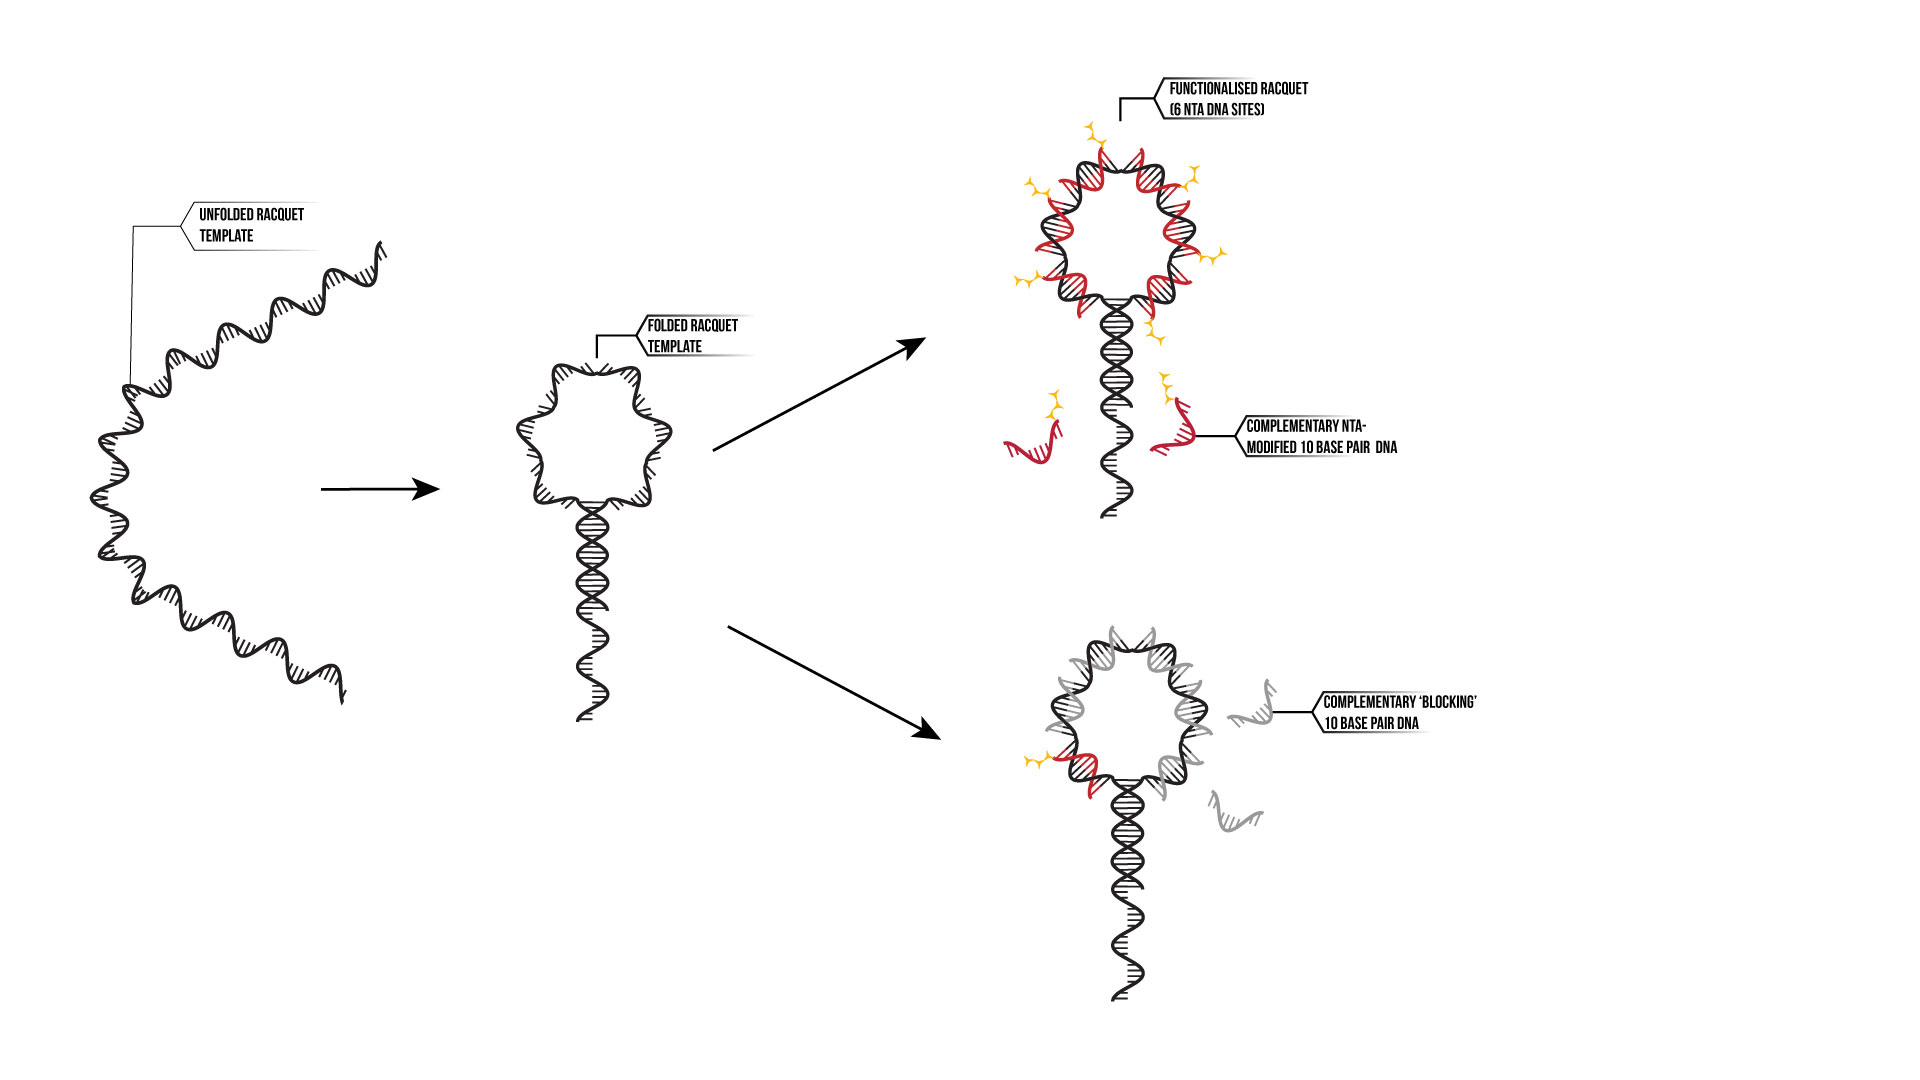 UNFOLDED RACQUET
TEMPLATE
FOLDED RACQUET
TEMPLATE
FUNCTIONALISED RACQUET
(6 NTA DNA SITES)
COMPLEMENTARY NTA-
MODIFIED 10 BASE PAIR DNA
COMPLEMENTARY 'BLOCKING'
10 BASE PAIR DNA